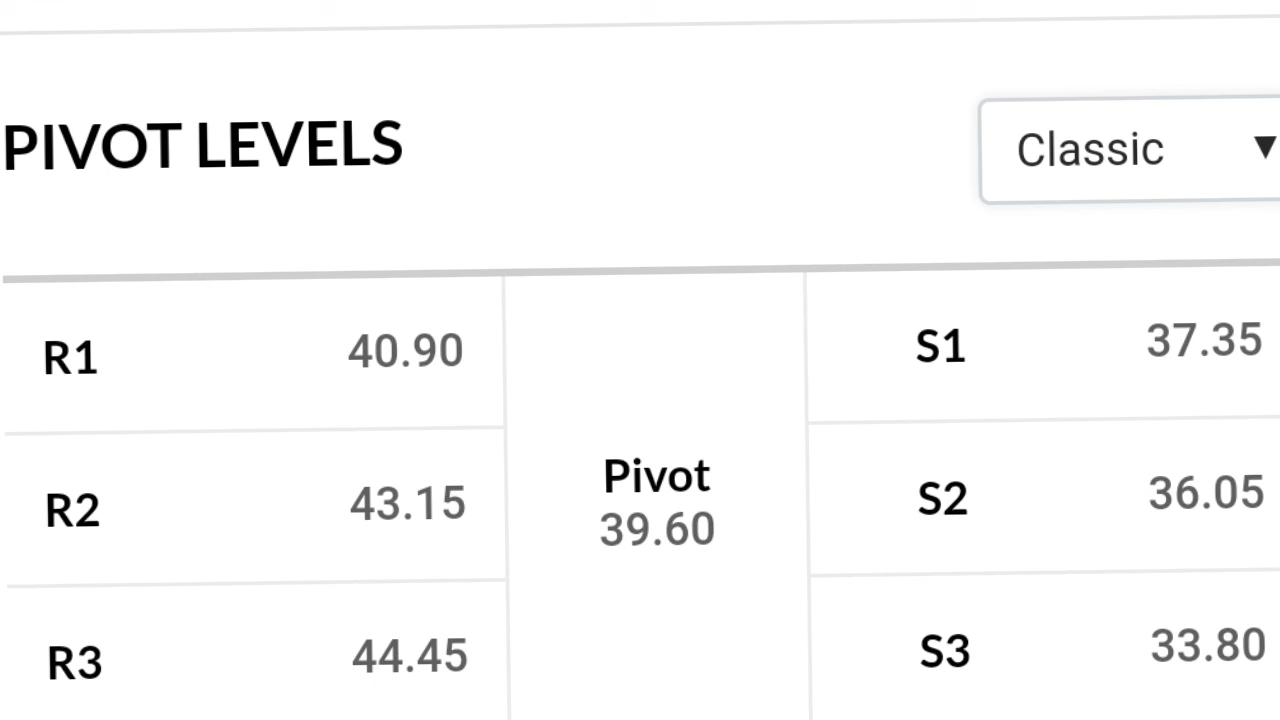 PIVOT LEVELS
Classic ▼
R1 40.90
R2 43.15
R3 44.45
Pivot
39.60
S1 37.35
S2 36.05
S3 33.80